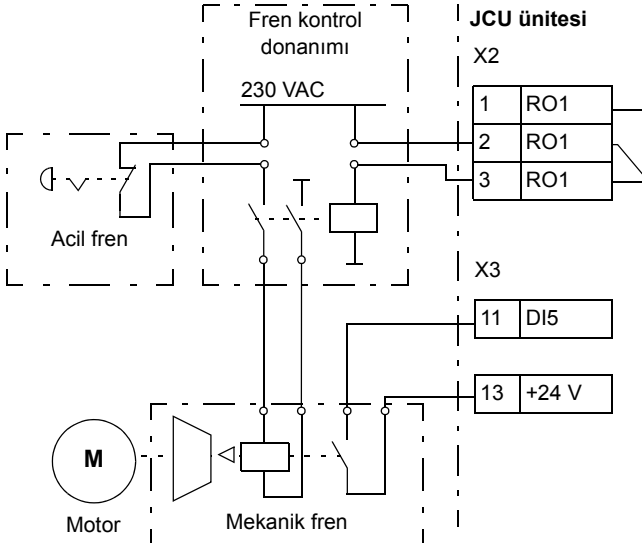 Fren kontrol
donanımı
JCU ünitesi
X2
230 VAC
1 RO1
2 RO1
3 RO1
Acil fren
X3
11 DI5
13 +24 V
M
Motor
Mekanik fren